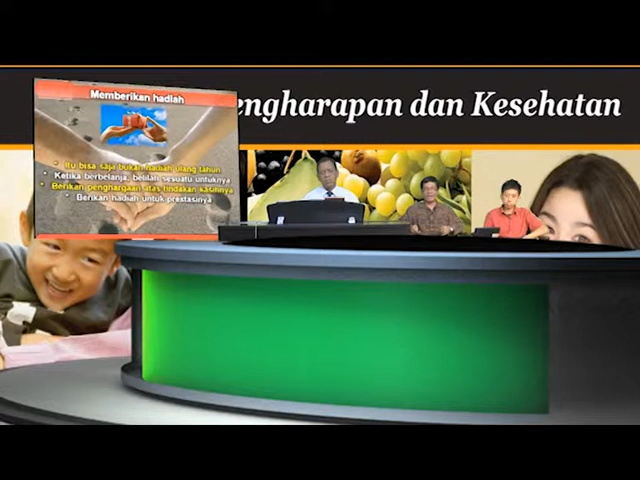 Memberikan hadiah
engharapan dan Kesehatan
Itu bisa saja bukan hadiah ulang tahun
Ketika berbelanja, belilah sesuatu untuknya
Berikan penghargaan atas tindakan kasihnya
Berikan hadiah untuk prestasinya